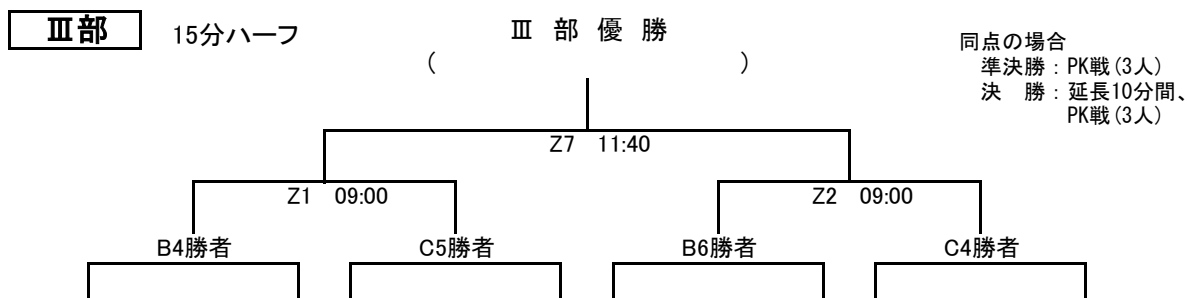 Ⅲ部
15分ハーフ
Ⅲ 部 優 勝
(                    )
同点の場合
準決勝：PK戦(3人)
決　勝：延長10分間、
PK戦(3人)
Z7  11:40
Z1  09:00
Z2  09:00
B4勝者
C5勝者
B6勝者
C4勝者